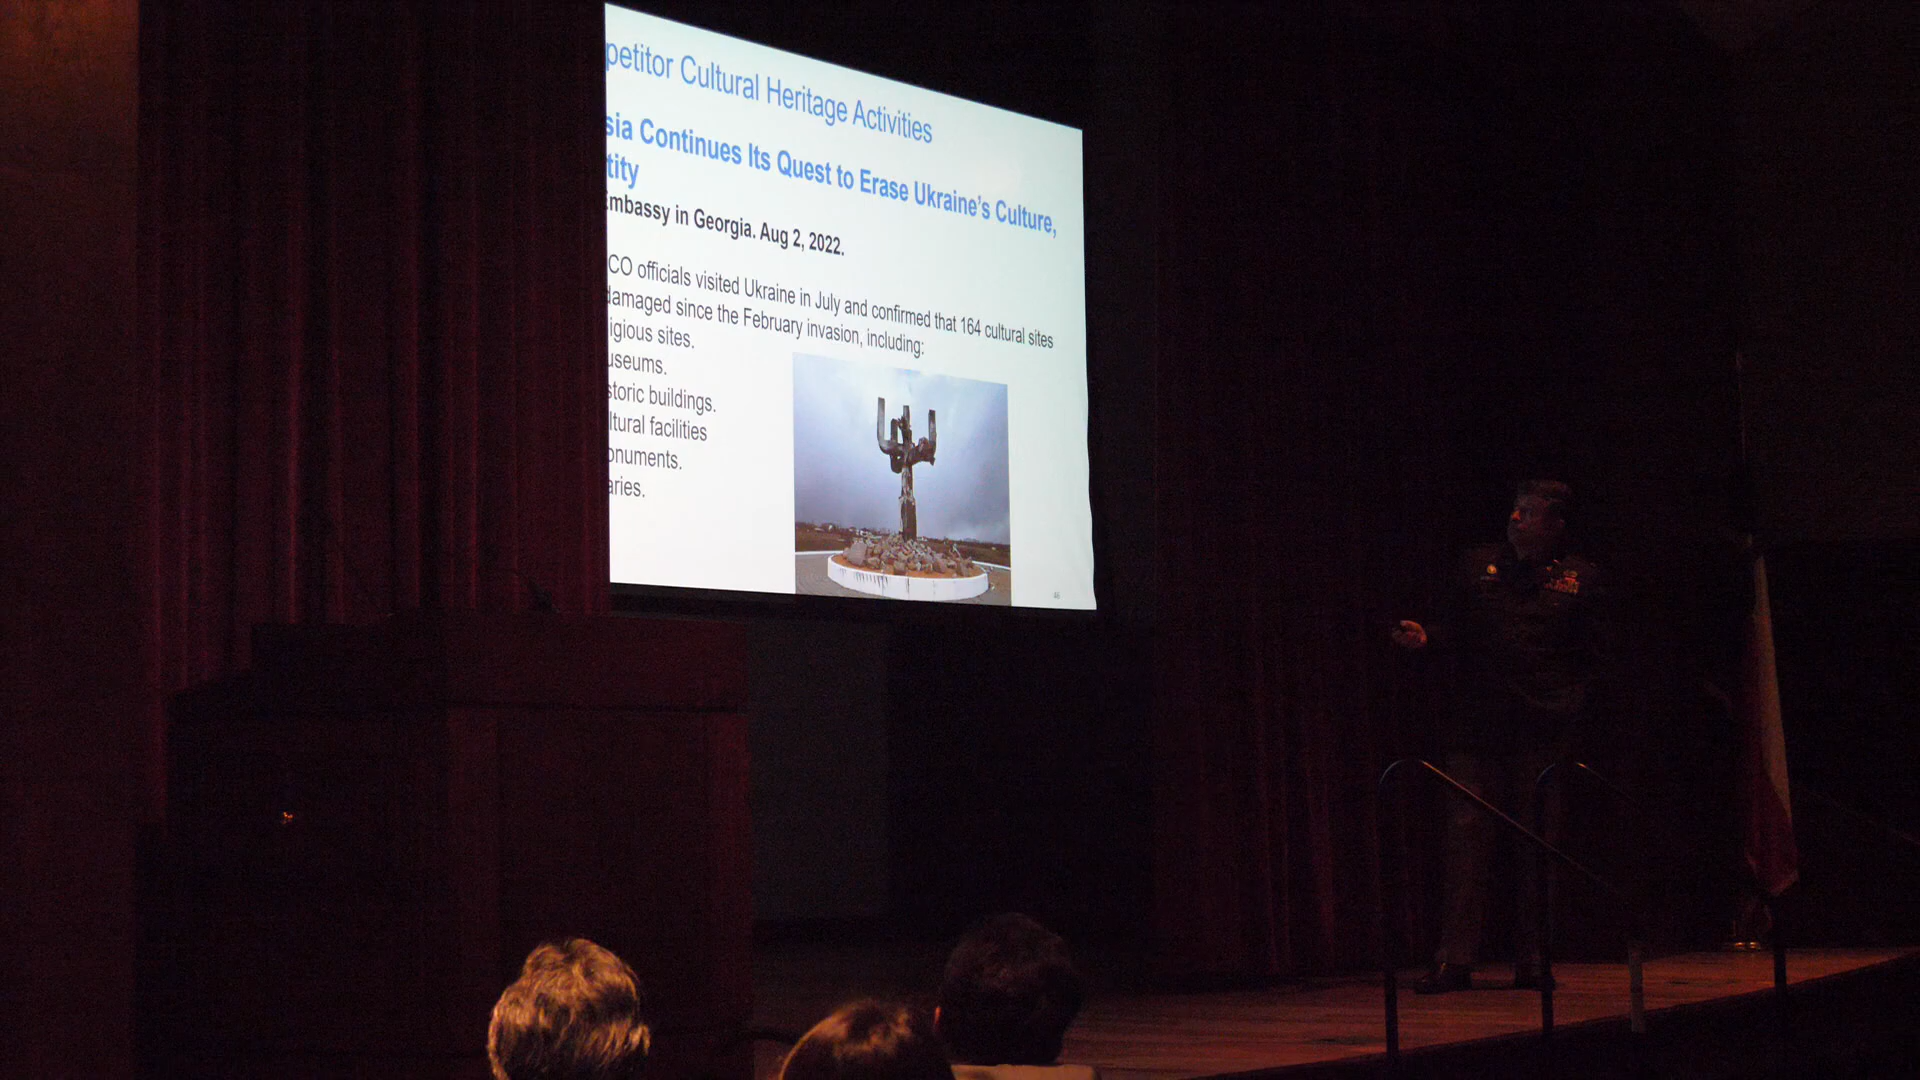 petitor Cultural Heritage Activities
sia Continues Its Quest to Erase Ukraine's Culture,
tity
Embassy in Georgia. Aug 2, 2022.
CO officials visited Ukraine in July and confirmed that 164 cultural sites
damaged since the February invasion, including:
igious sites.
useums.
storic buildings.
ltural facilities
onuments.
aries.
46